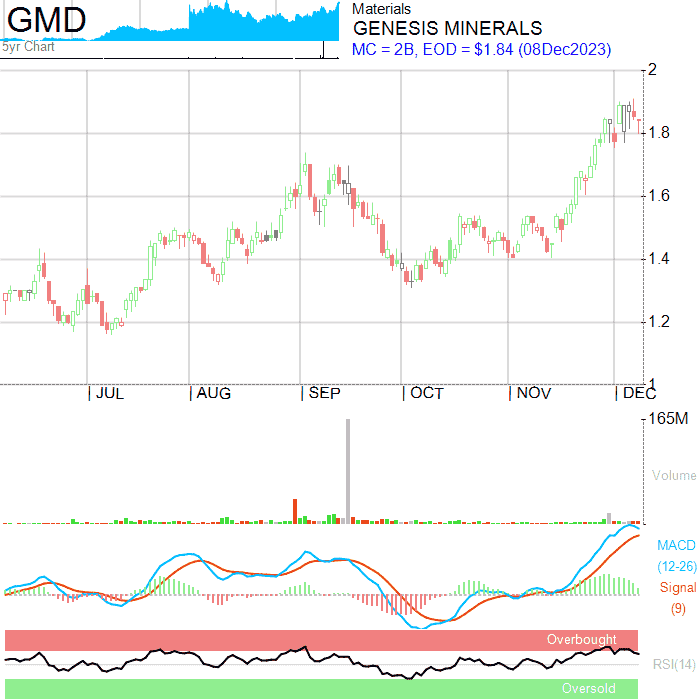 GMD
5yr Chart
Materials
GENESIS MINERALS
MC = 2B, EOD = $1.84 (08Dec2023)
2
1.8
1.6
1.4
1.2
1
JUL
AUG
SEP
OCT
NOV
DEC
165M
Volume
MACD
(12-26)
Signal
(9)
Overbought
RSI(14)
Oversold